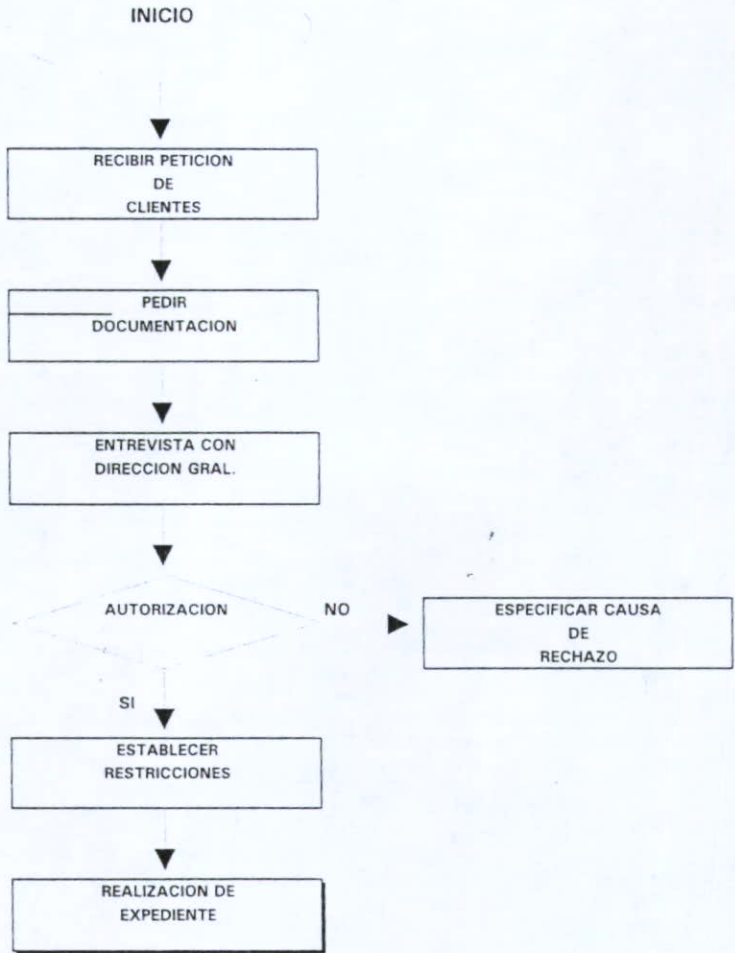 INICIO
RECIBIR PETICION
DE
CLIENTES
PEDIR
DOCUMENTACION
ENTREVISTA CON
DIRECCION GRAL.
AUTORIZACION
NO
ESPECIFICAR CAUSA
DE
RECHAZO
SI
ESTABLECER
RESTRICCIONES
REALIZACION DE
EXPEDIENTE